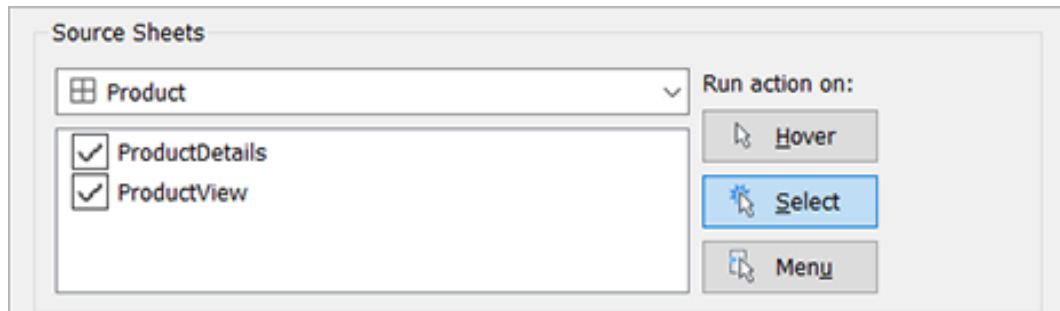 Source Sheets
Product
Run action on:
ProductDetails
ProductView
Hover
Select
Menu